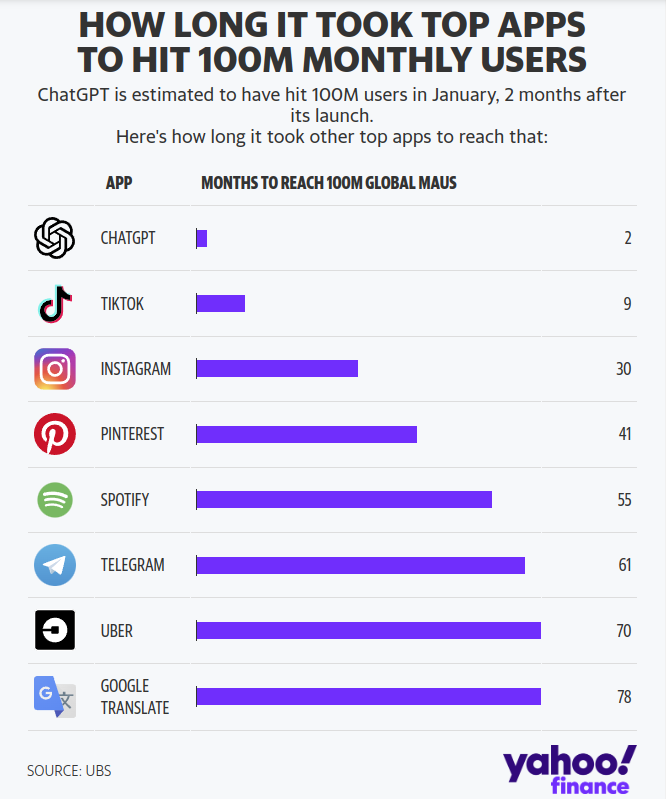 HOW LONG IT TOOK TOP APPS
TO HIT 100M MONTHLY USERS
ChatGPT is estimated to have hit 100M users in January, 2 months after
its launch.
Here's how long it took other top apps to reach that:
APP MONTHS TO REACH 100M GLOBAL MAUS
CHATGPT 2
TIKTOK 9
INSTAGRAM 30
PINTEREST 41
SPOTIFY 55
TELEGRAM 61
UBER 70
G 文
GOOGLE
TRANSLATE 78
SOURCE: UBS
yahoo!
finance